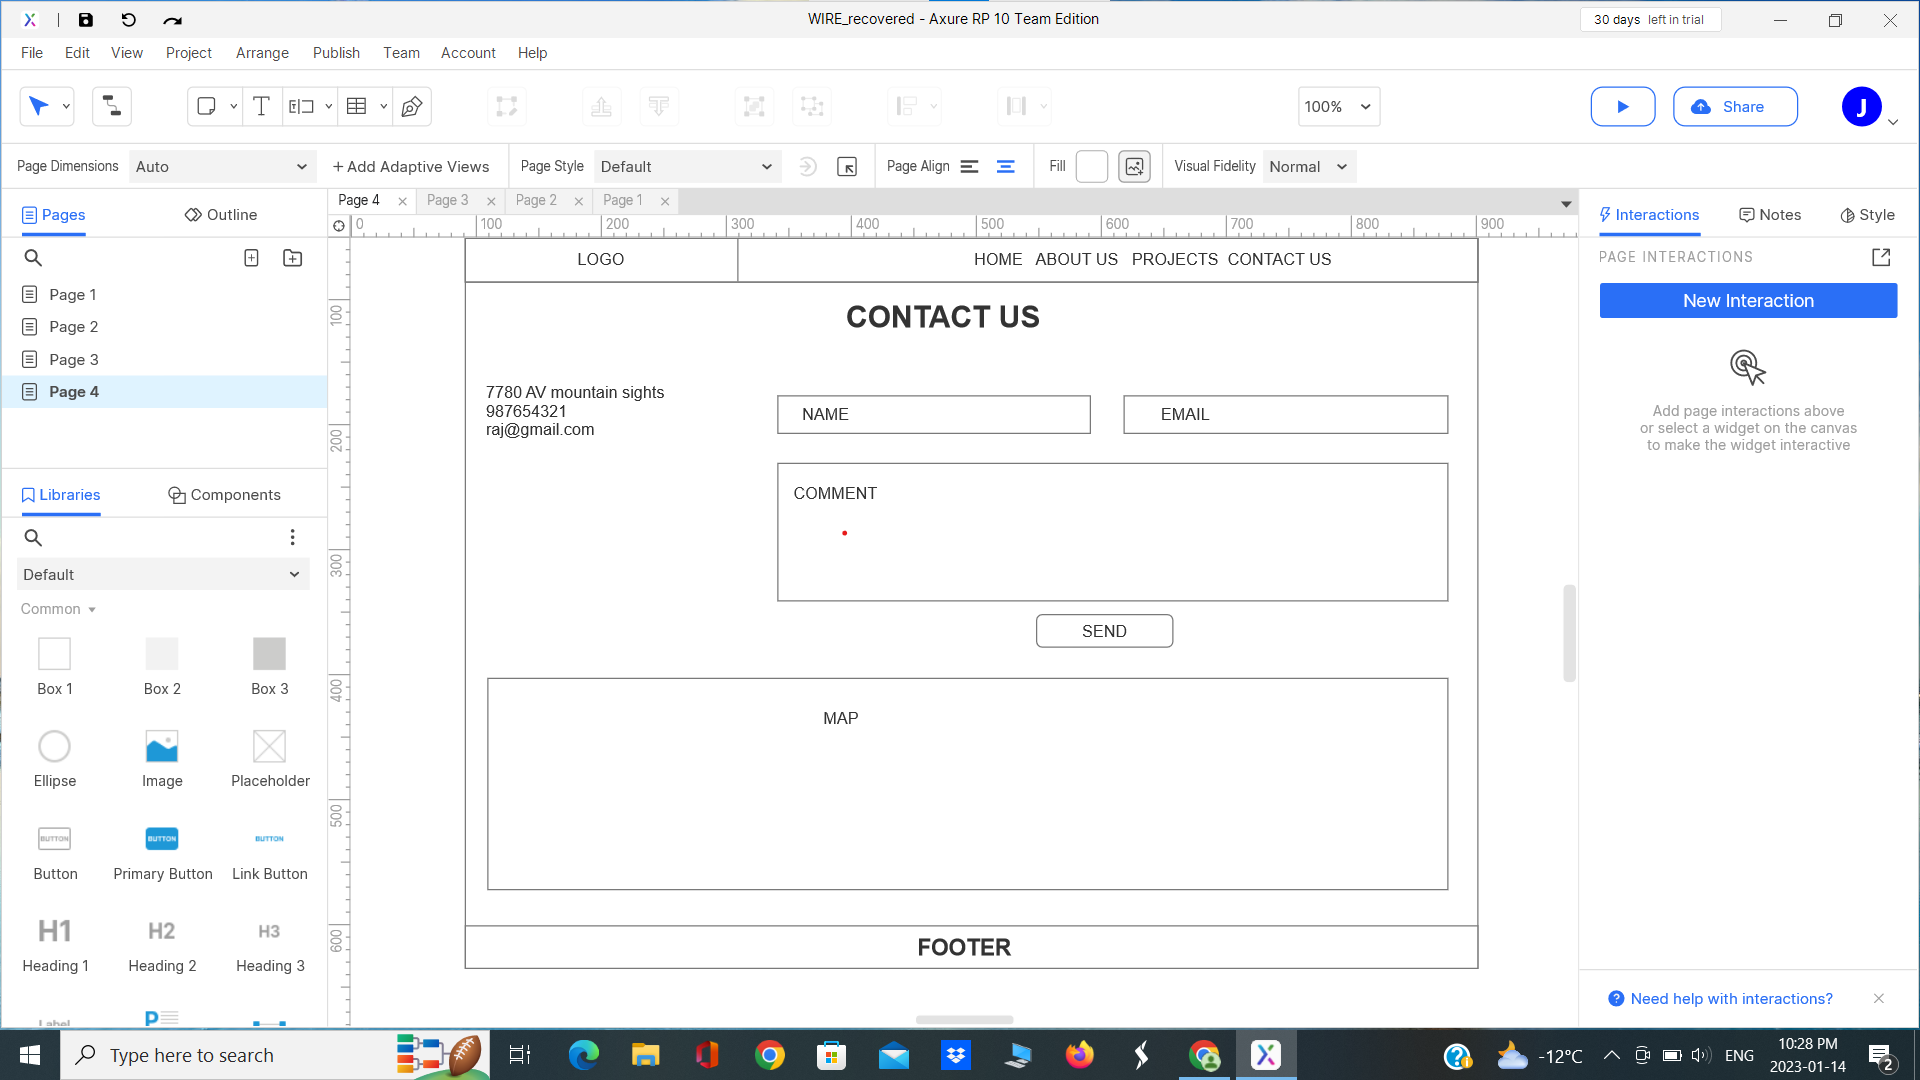 WIRE_recovered - Axure RP 10 Team Edition
30 days left in trial
File Edit View Project Arrange Publish Team Account Help
100%
Share
J
Page Dimensions Auto + Add Adaptive Views Page Style Default Page Align Fill Visual Fidelity Normal
Pages Outline
Page 4 Page 3 Page 2 Page 1
Interactions Notes Style
0 100 200 300 400 500 600 700 800 900
PAGE INTERACTIONS
New Interaction
Add page interactions above
or select a widget on the canvas
to make the widget interactive
Page 1
Page 2
Page 3
Page 4
Libraries Components
Default
Common
Box 1 Box 2 Box 3
Ellipse Image Placeholder
BUTTON BUTTON BUTTON
Button Primary Button Link Button
H1 H2 H3
Heading 1 Heading 2 Heading 3
Label P
100
200
300
400
500
600
LOGO
HOME ABOUT US PROJECTS CONTACT US
CONTACT US
7780 AV mountain sights
987654321
raj@gmail.com
NAME EMAIL
COMMENT
SEND
MAP
FOOTER
Need help with interactions?
Type here to search
-12°C ENG
10:28 PM
2023-01-14
2